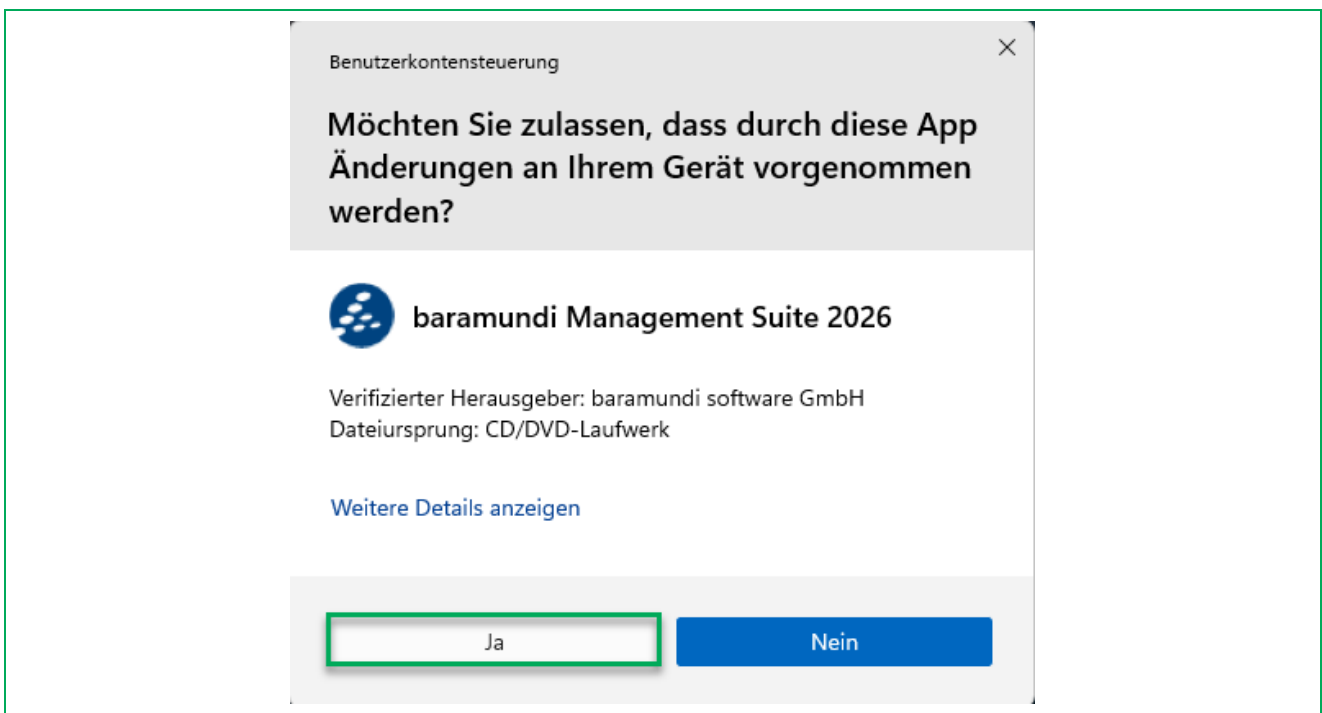 Benutzerkontensteuerung
Möchten Sie zulassen, dass durch diese App
Änderungen an Ihrem Gerät vorgenommen
werden?
baramundi Management Suite 2026
Verifizierter Herausgeber: baramundi software GmbH
Dateiursprung: CD/DVD-Laufwerk
Weitere Details anzeigen
Ja
Nein